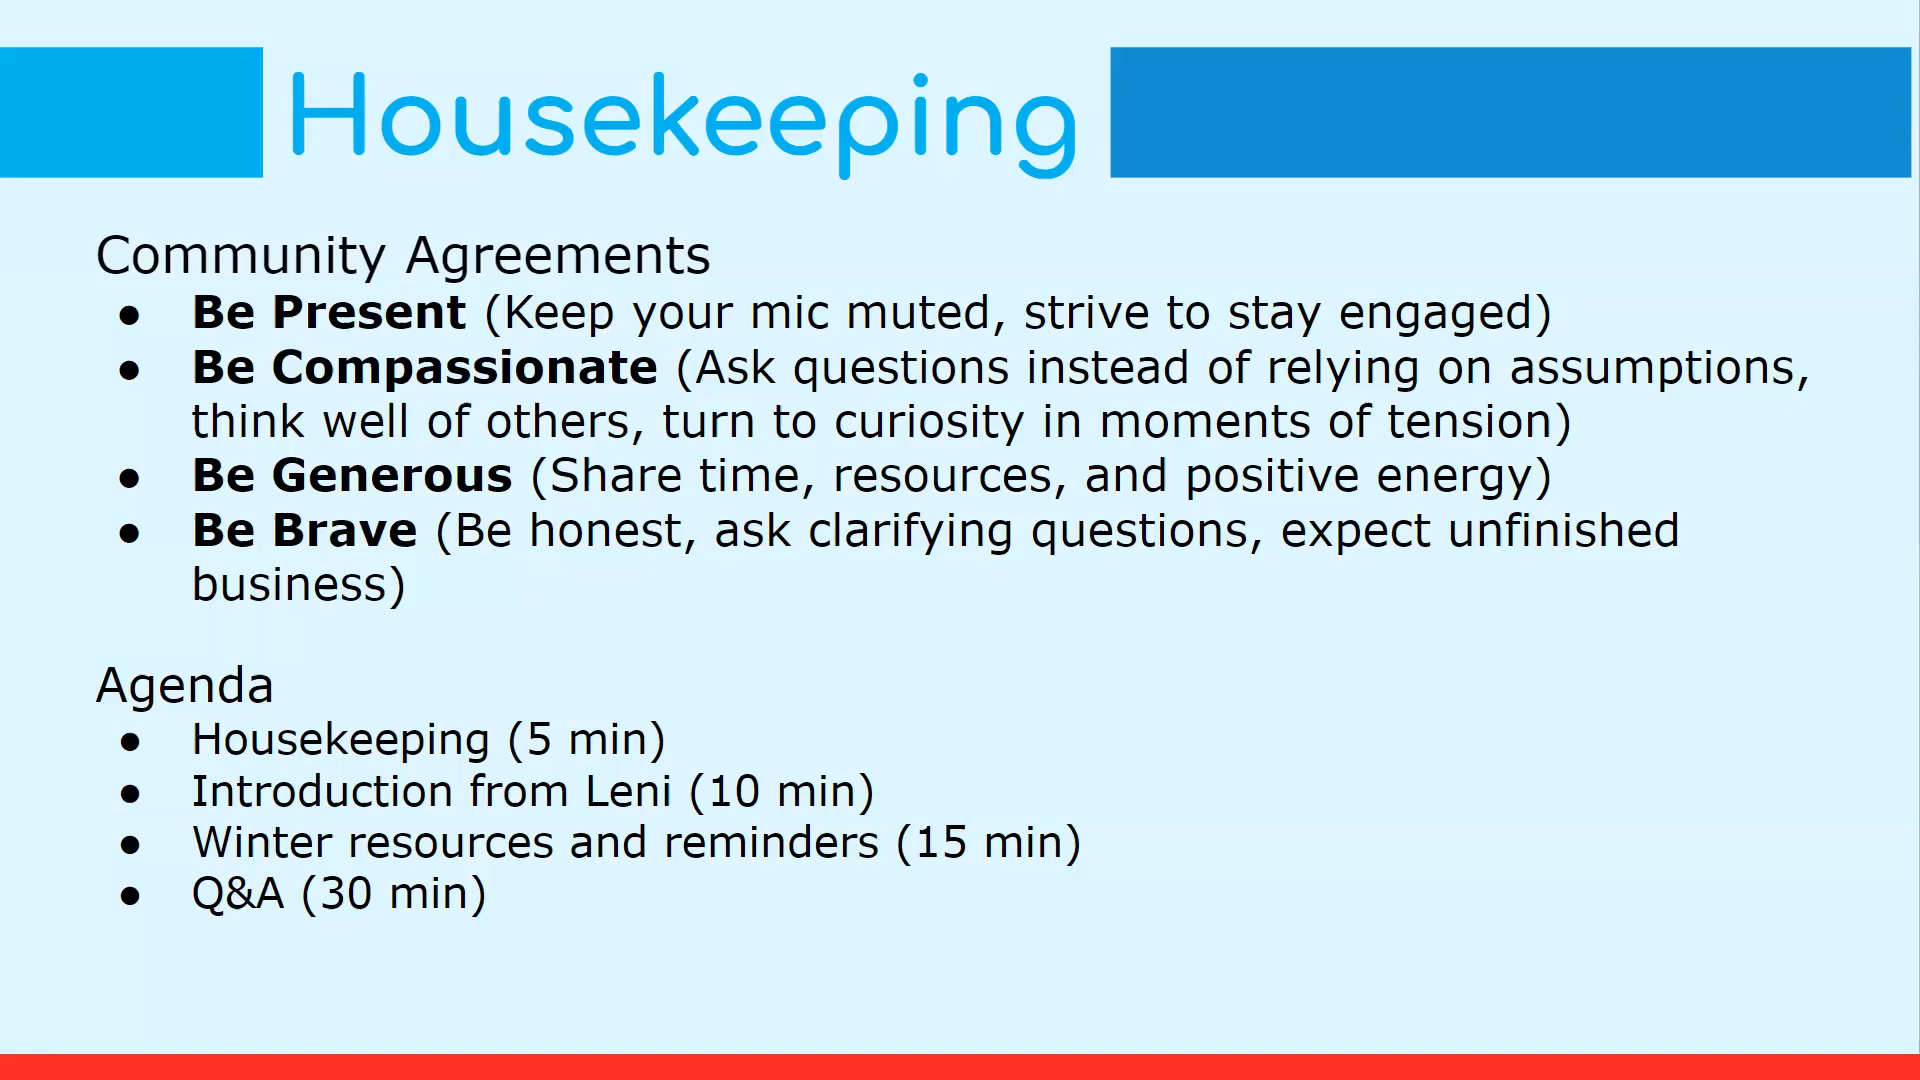 Housekeeping
Community Agreements
● Be Present (Keep your mic muted, strive to stay engaged)
● Be Compassionate (Ask questions instead of relying on assumptions,
think well of others, turn to curiosity in moments of tension)
● Be Generous (Share time, resources, and positive energy)
● Be Brave (Be honest, ask clarifying questions, expect unfinished
business)
Agenda
● Housekeeping (5 min)
● Introduction from Leni (10 min)
● Winter resources and reminders (15 min)
● Q&A (30 min)